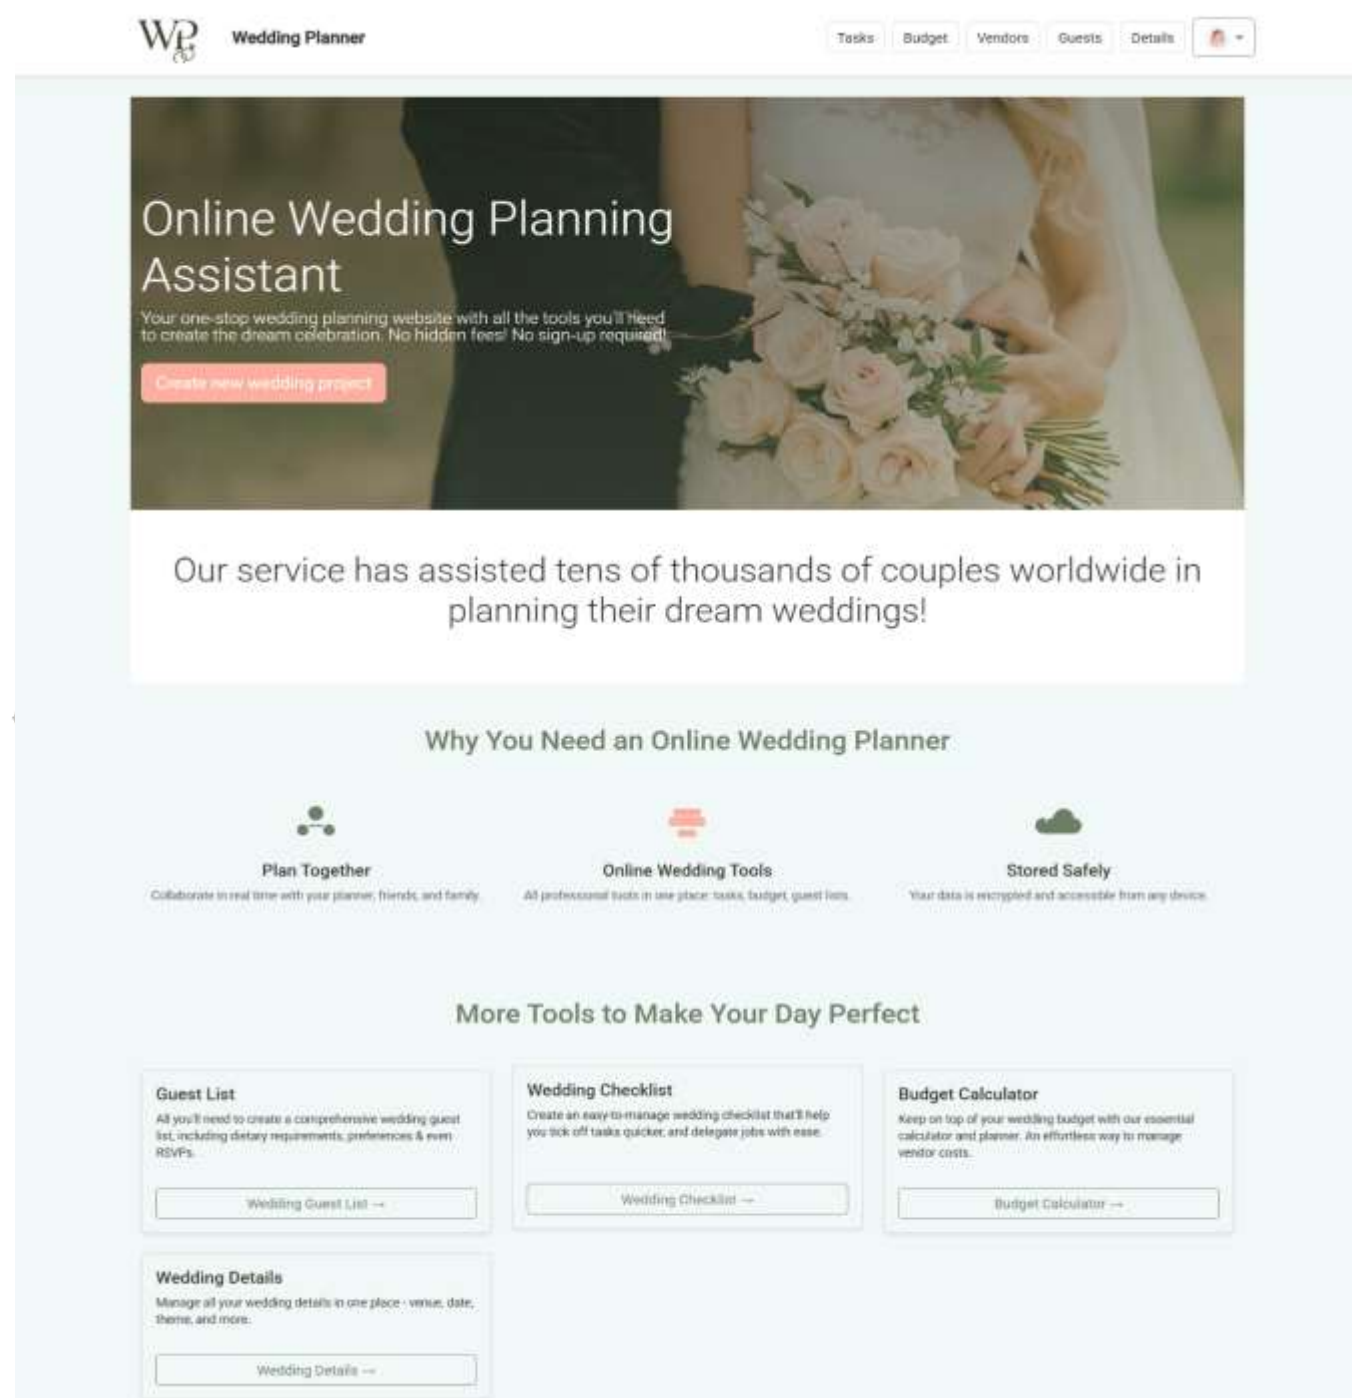 WP
Wedding Planner
Tasks
Budget
Vendors
Guests
Details
Online Wedding Planning
Assistant
Your one-stop wedding planning website with all the tools you'll need
to create the dream celebration. No hidden fees! No sign-up required!
Create new wedding project
Our service has assisted tens of thousands of couples worldwide in
planning their dream weddings!
Why You Need an Online Wedding Planner
Plan Together
Collaborate in real time with your planner, friends, and family.
Online Wedding Tools
All professional tools in one place: tasks, budget, guest lists.
Stored Safely
Your data is encrypted and accessible from any device.
More Tools to Make Your Day Perfect
Guest List
All you'll need to create a comprehensive wedding guest
list, including dietary requirements, preferences & even
RSVPs.
Wedding Guest List →
Wedding Checklist
Create an easy-to-manage wedding checklist that'll help
you tick off tasks quicker, and delegate jobs with ease.
Wedding Checklist →
Budget Calculator
Keep on top of your wedding budget with our essential
calculator and planner. An effortless way to manage
vendor costs.
Budget Calculator →
Wedding Details
Manage all your wedding details in one place - venue, date,
theme, and more.
Wedding Details →